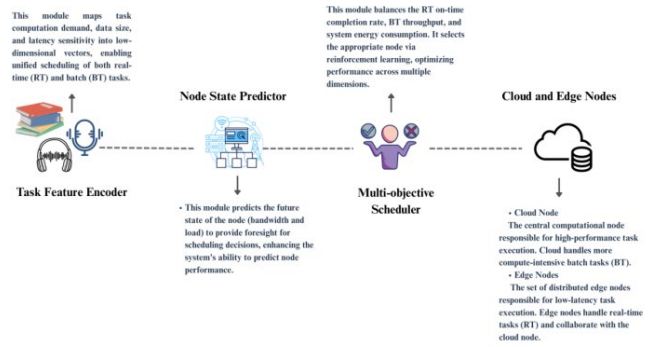 This module maps task
computation demand, data size,
and latency sensitivity into low-
dimensional vectors, enabling
unified scheduling of both real-
time (RT) and batch (BT) tasks.
Task Feature Encoder
Node State Predictor
• This module predicts the future
state of the node (bandwidth and
load) to provide foresight for
scheduling decisions, enhancing the
system's ability to predict node
performance.
This module balances the RT on-time
completion rate, BT throughput, and
system energy consumption. It selects
the appropriate node via
reinforcement learning, optimizing
performance across multiple
dimensions.
Multi-objective
Scheduler
Cloud and Edge Nodes
• Cloud Node
The central computational node
responsible for high-performance task
execution. Cloud handles more
compute-intensive batch tasks (BT).
• Edge Nodes
The set of distributed edge nodes
responsible for low-latency task
execution. Edge nodes handle real-time
tasks (RT) and collaborate with the
cloud node.